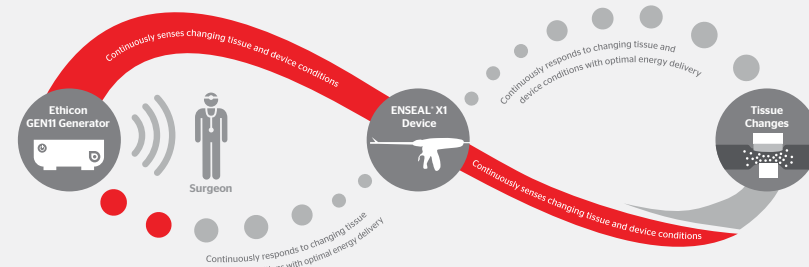 Continuously senses changing tissue and device conditions
Ethicon
GEN11 Generator
Surgeon
Continuously responds to changing tissue
with optimal energy delivery
ENSEAL® X1
Device
Continuously responds to changing tissue and
device conditions with optimal energy delivery
Continuously senses changing tissue and device conditions
Tissue
Changes